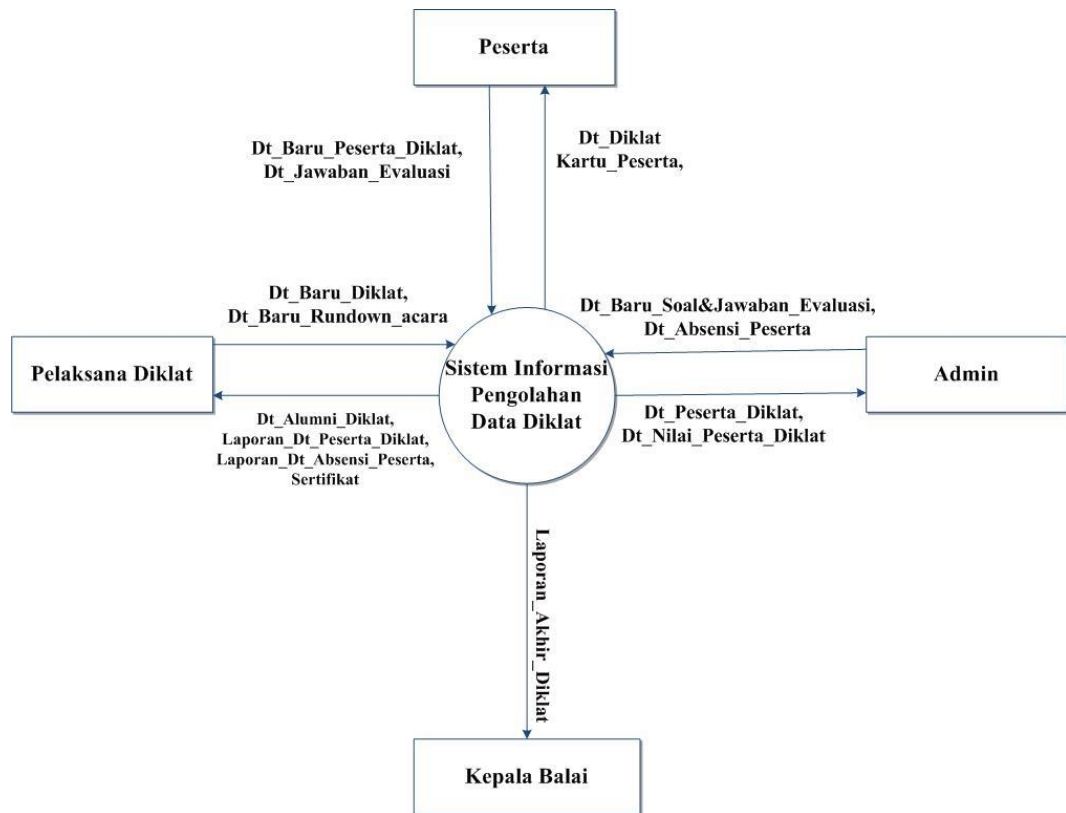 Peserta
Dt_Baru_Peserta_Diklat,
Dt_Jawaban_Evaluasi
Dt_Diklat
Kartu_Peserta,
Dt_Baru_Diklat,
Dt_Baru_Rundown_acara
Dt_Baru_Soal&Jawaban_Evaluasi,
Dt_Absensi_Peserta
Pelaksana Diklat
Sistem Informasi
Pengolahan
Data Diklat
Admin
Dt_Alumni_Diklat,
Laporan_Dt_Peserta_Diklat,
Laporan_Dt_Absensi_Peserta,
Sertifikat
Dt_Peserta_Diklat,
Dt_Nilai_Peserta_Diklat
Laporan_Akhir_Diklat
Kepala Balai